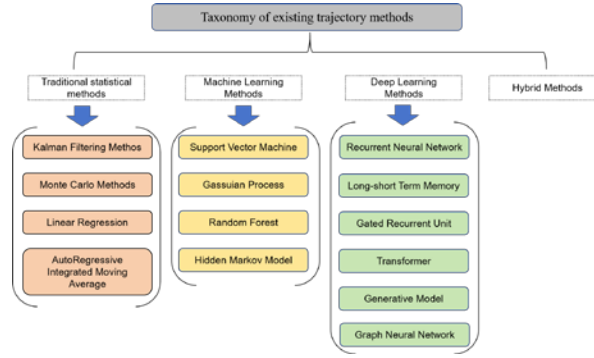 Taxonomy of existing trajectory methods
Traditional statistical
methods
Machine Learning
Methods
Deep Learning
Methods
Hybrid Methods
Kalman Filtering Methos
Monte Carlo Methods
Linear Regression
AutoRegressive
Integrated Moving
Average
Support Vector Machine
Gassuian Process
Random Forest
Hidden Markov Model
Recurrent Neural Network
Long-short Term Memory
Gated Recurrent Unit
Transformer
Generative Model
Graph Neural Network